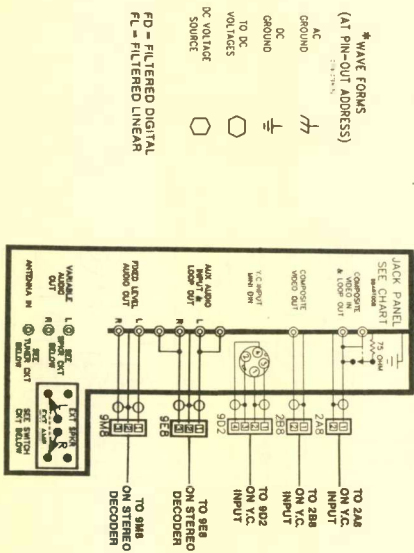 *WAVE FORMS
(AT PIN-OUT ADDRESS)
AC
GROUND
DC
GROUND
TO DC
VOLTAGES
DC VOLTAGE
SOURCE
FD = FILTERED DIGITAL
FL = FILTERED LINEAR
JACK PANEL
SEE CHART
COMPOSITE
VIDEO IN
& LOOP OUT
75
OHM
COMPOSITE
VIDEO OUT
Y.C INPUT
MINI DIN
AUX AUDIO
INPUT &
LOOP OUT
L
R
FIXED LEVEL
AUDIO OUT
L
R
VARIABLE
AUDIO
OUT
L
R
SEE
SPKR CKT
BELOW
ANTENNA IN
SEE
TUNER CKT
BELOW
EXT SPKR
L
R
EXT AMP
SEE SWITCH
CKT BELOW
2A8
2B8
9D2
9E8
9M8
TO 2A8
ON Y.C.
INPUT
TO 2B8
ON Y.C.
INPUT
TO 9D2
ON Y.C.
INPUT
TO 9E8
ON STEREO
DECODER
TO 9M8
ON STEREO
DECODER